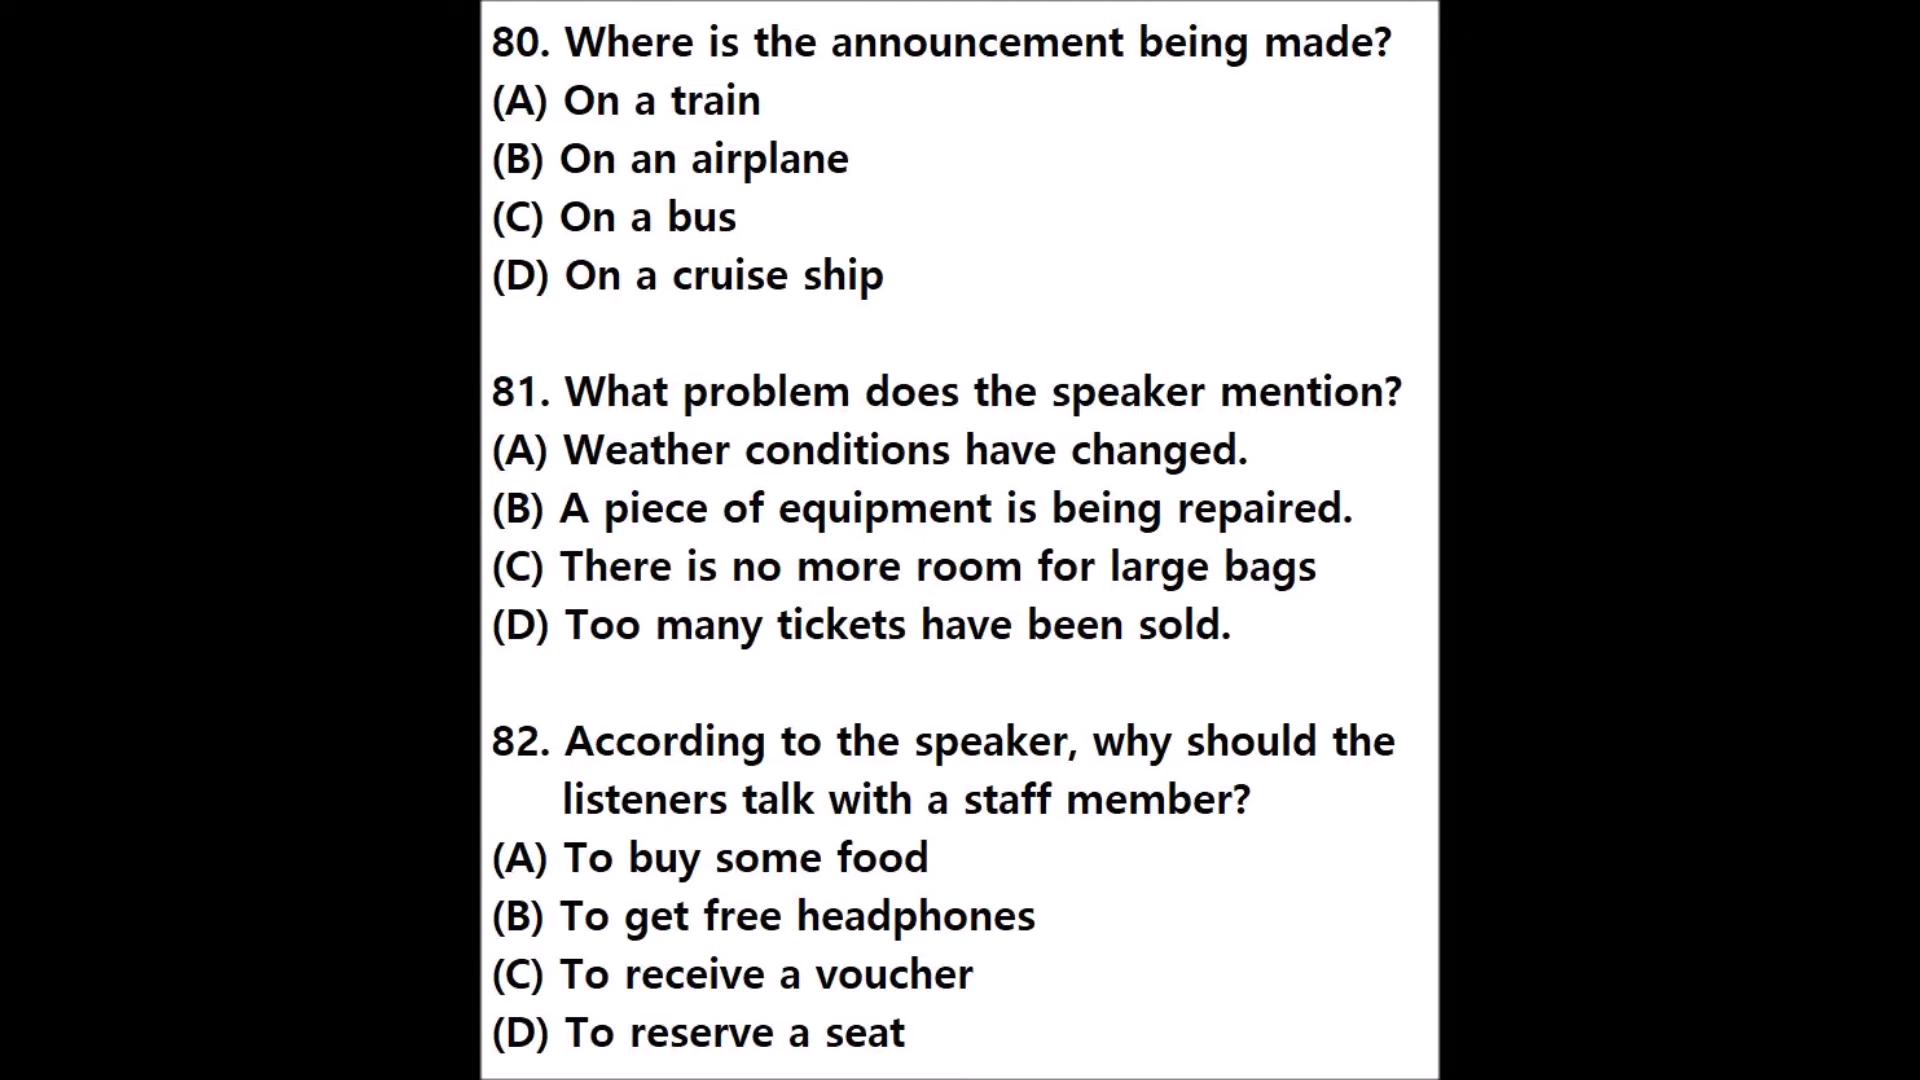 80. Where is the announcement being made?
(A) On a train
(B) On an airplane
(C) On a bus
(D) On a cruise ship
81. What problem does the speaker mention?
(A) Weather conditions have changed.
(B) A piece of equipment is being repaired.
(C) There is no more room for large bags
(D) Too many tickets have been sold.
82. According to the speaker, why should the
listeners talk with a staff member?
(A) To buy some food
(B) To get free headphones
(C) To receive a voucher
(D) To reserve a seat